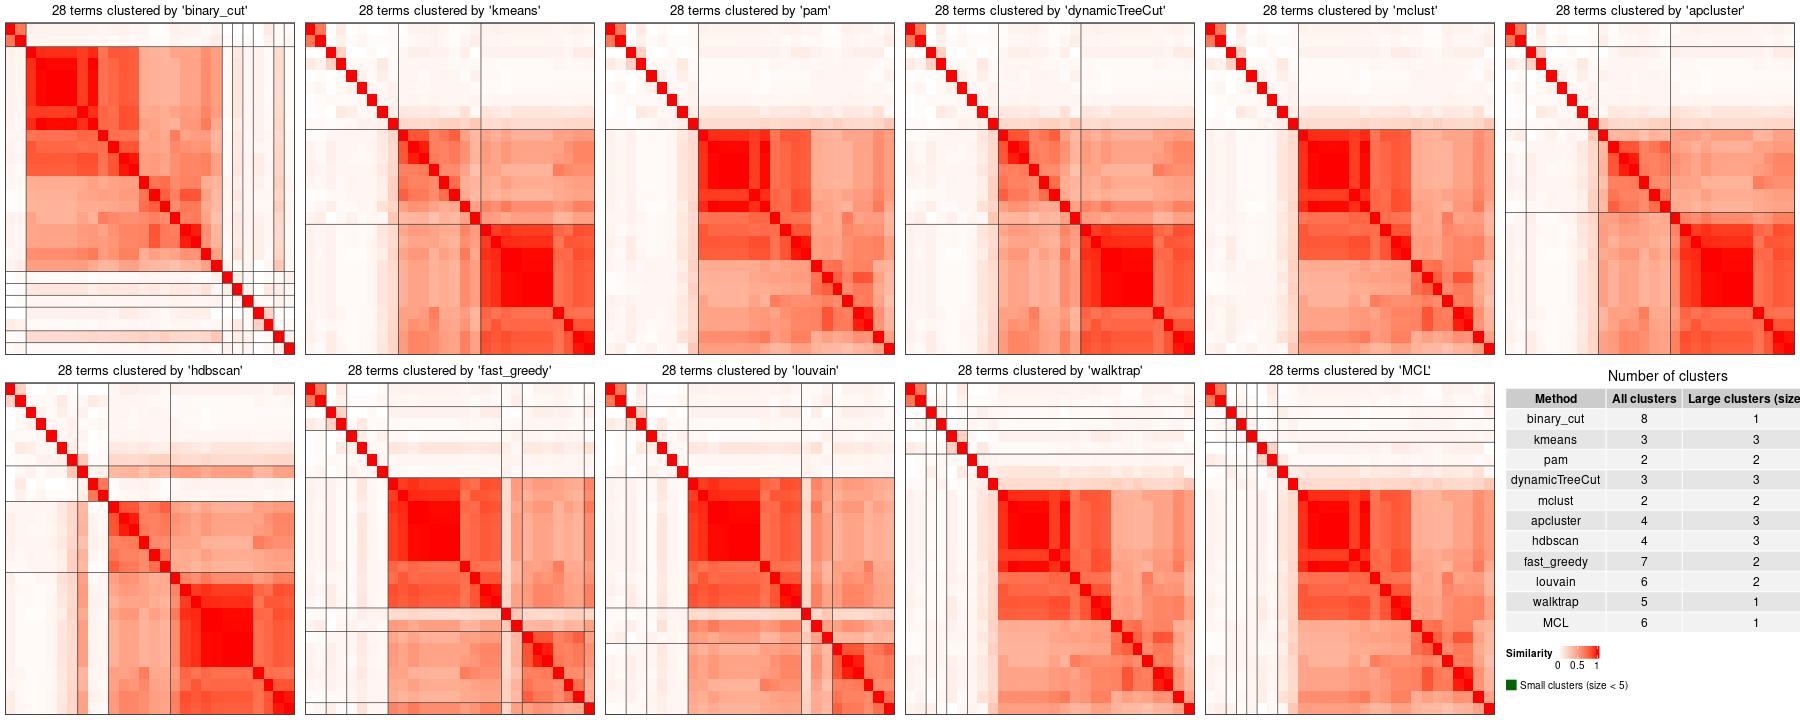 28 terms clustered by 'binary_cut'
28 terms clustered by 'kmeans'
28 terms clustered by 'pam'
28 terms clustered by 'dynamicTreeCut'
28 terms clustered by 'mclust'
28 terms clustered by 'apcluster'
28 terms clustered by 'hdbscan'
28 terms clustered by 'fast_greedy'
28 terms clustered by 'louvain'
28 terms clustered by 'walktrap'
28 terms clustered by 'MCL'
Number of clusters
Method All clusters Large clusters (size
binary_cut 8 1
kmeans 3 3
pam 2 2
dynamicTreeCut 3 3
mclust 2 2
apcluster 4 3
hdbscan 4 3
fast_greedy 7 2
louvain 6 2
walktrap 5 1
MCL 6 1
Similarity
0 0.5 1
Small clusters (size < 5)